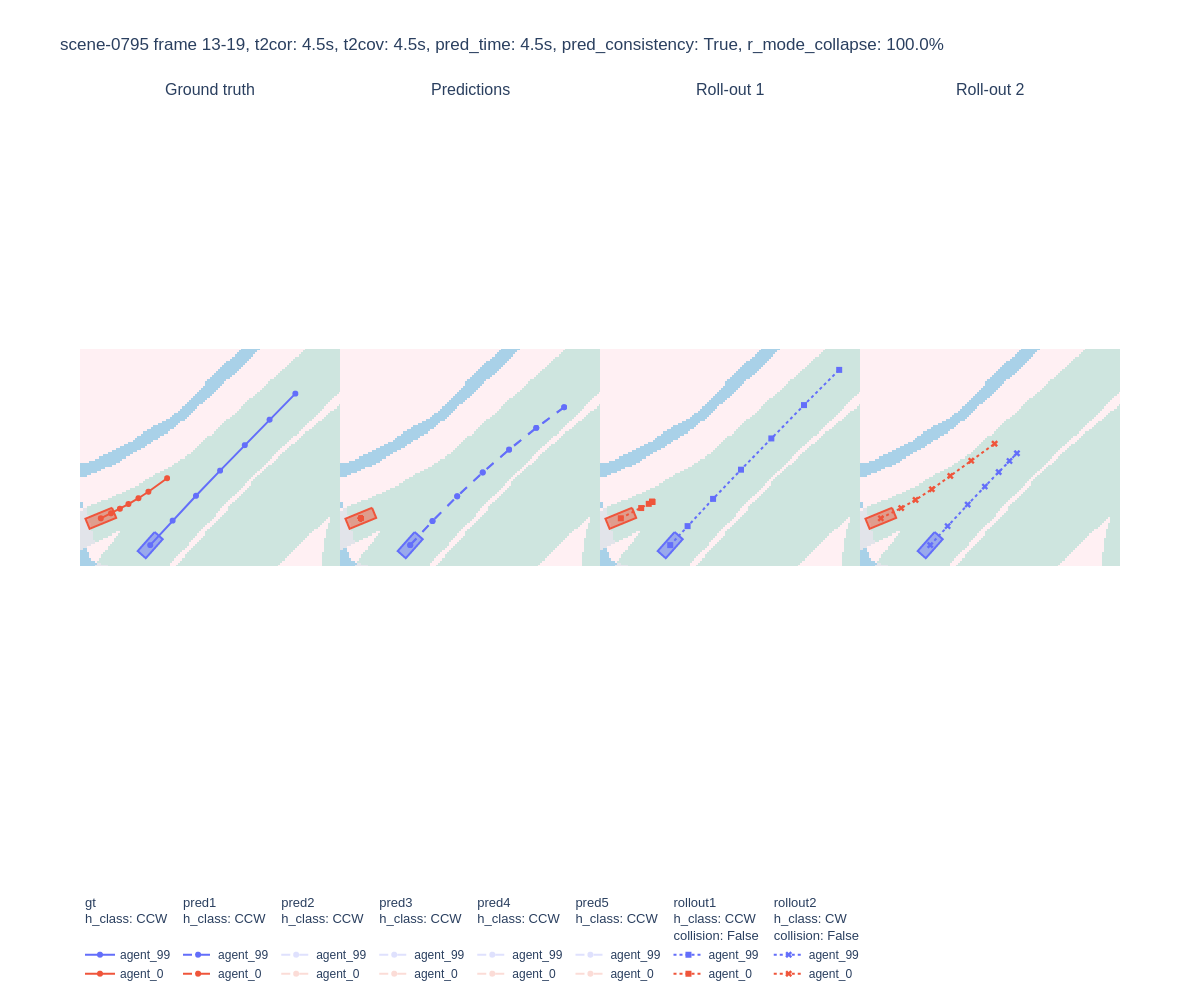 scene-0795 frame 13-19, t2cor: 4.5s, t2cov: 4.5s, pred_time: 4.5s, pred_consistency: True, r_mode_collapse: 100.0%
Ground truth
Predictions
Roll-out 1
Roll-out 2
gt
h_class: CCW
agent_99
agent_0
pred1
h_class: CCW
agent_99
agent_0
pred2
h_class: CCW
agent_99
agent_0
pred3
h_class: CCW
agent_99
agent_0
pred4
h_class: CCW
agent_99
agent_0
pred5
h_class: CCW
agent_99
agent_0
rollout1
h_class: CCW
collision: False
agent_99
agent_0
rollout2
h_class: CW
collision: False
agent_99
agent_0